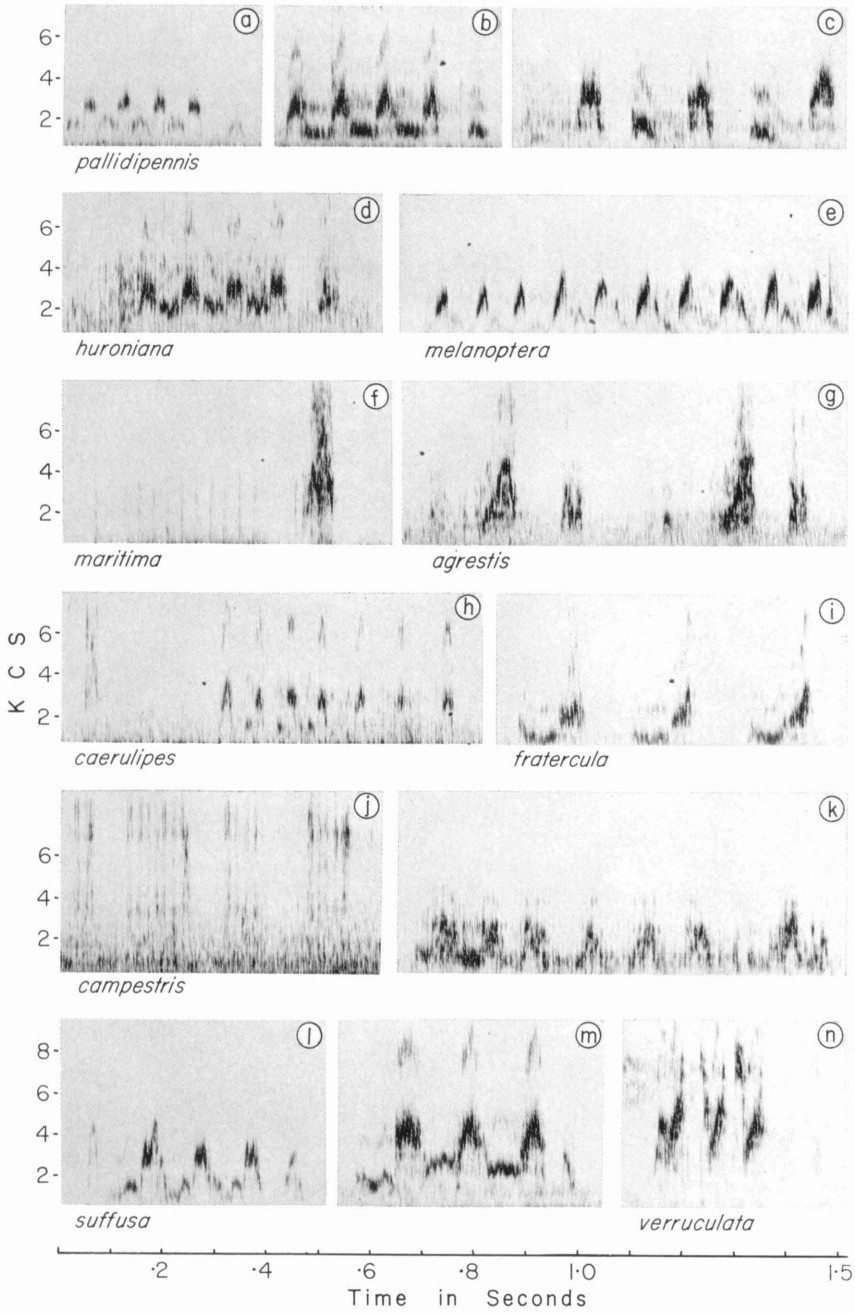 a b c
6-
4-
2-
pallidipennis
d e
6-
4-
2-
huroniana melanoptera
f g
6-
4-
2-
maritima agrestis
h i
6-
4-
2-
caerulipes fratercula
j k
6-
4-
2-
campestris
l m n
8-
6-
4-
2-
suffusa verruculata
K C S
·2 ·4 ·6 ·8 1·0 1·2 1·5
Time in Seconds